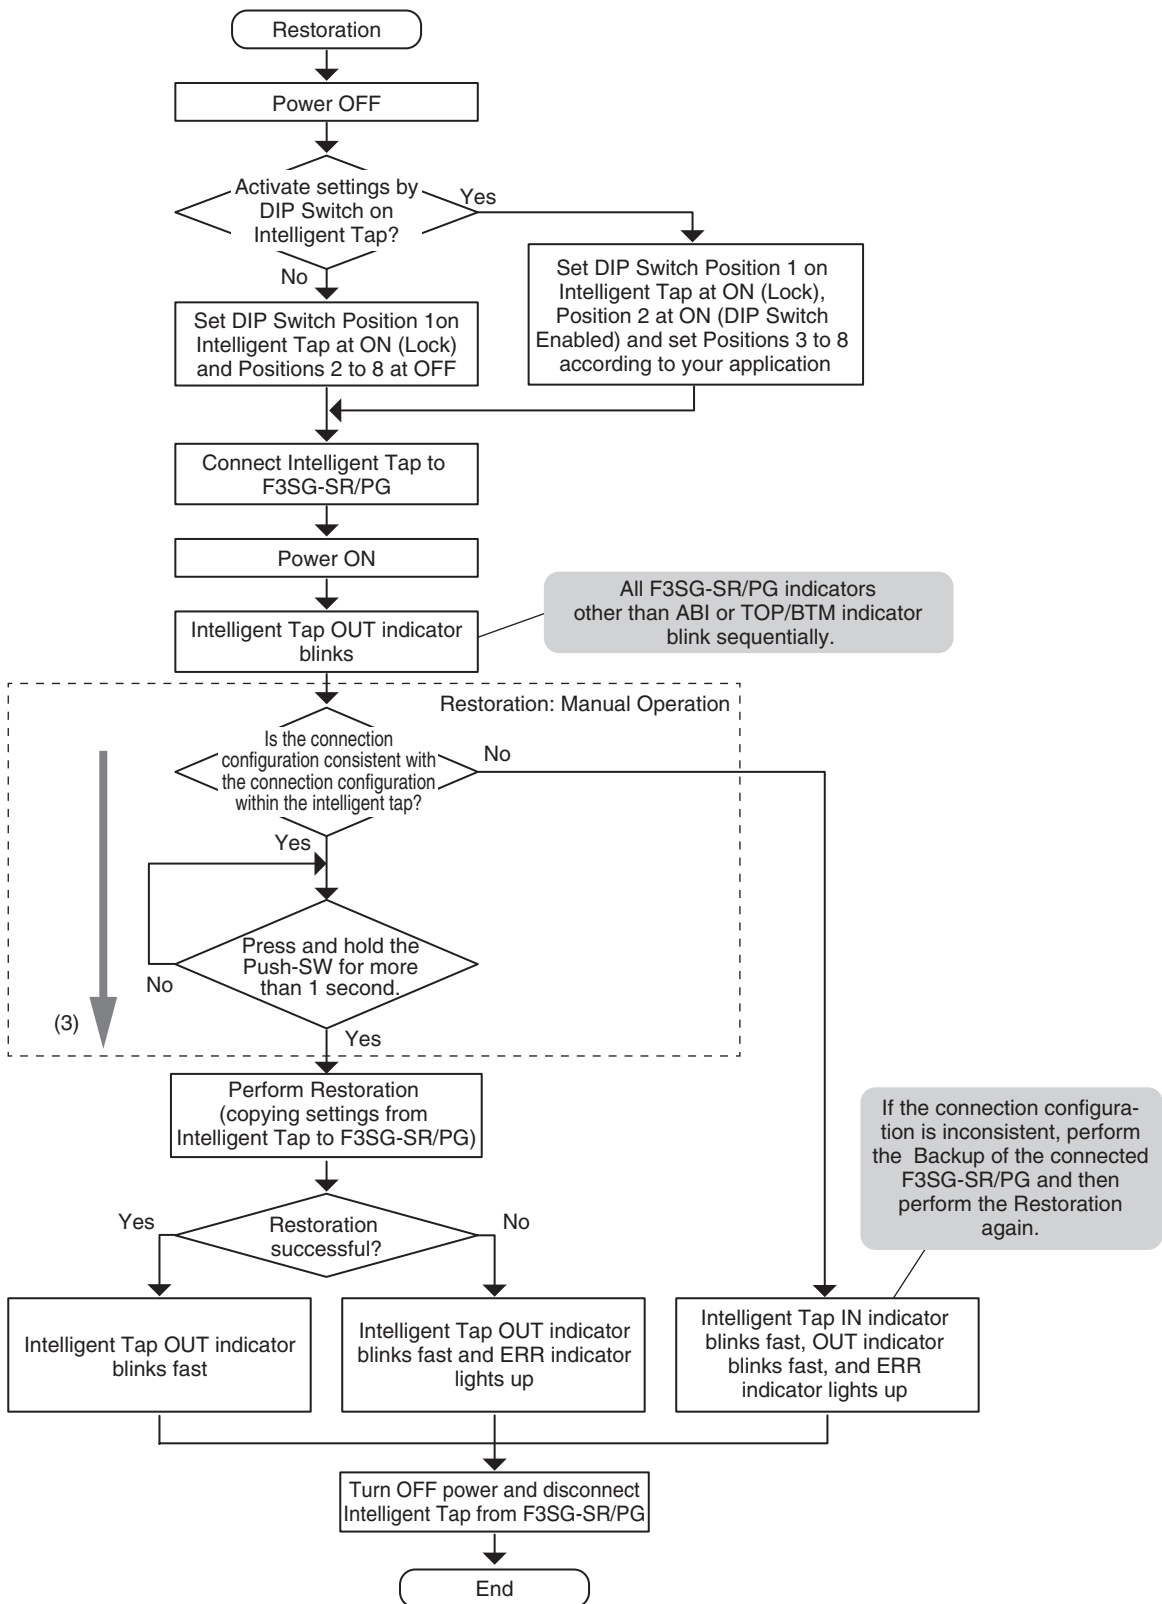 Restoration
Power OFF
Activate settings by
DIP Switch on
Intelligent Tap?
Yes
No
Set DIP Switch Position 1 on
Intelligent Tap at ON (Lock),
Position 2 at ON (DIP Switch
Enabled) and set Positions 3 to 8
according to your application
Set DIP Switch Position 1on
Intelligent Tap at ON (Lock)
and Positions 2 to 8 at OFF
Connect Intelligent Tap to
F3SG-SR/PG
Power ON
Intelligent Tap OUT indicator
blinks
All F3SG-SR/PG indicators
other than ABI or TOP/BTM indicator
blink sequentially.
Restoration: Manual Operation
Is the connection
configuration consistent with
the connection configuration
within the intelligent tap?
No
Yes
Press and hold the
Push-SW for more
than 1 second.
No
Yes
(3)
Perform Restoration
(copying settings from
Intelligent Tap to F3SG-SR/PG)
If the connection configura-
tion is inconsistent, perform
the Backup of the connected
F3SG-SR/PG and then
perform the Restoration
again.
Restoration
successful?
Yes
No
Intelligent Tap OUT indicator
blinks fast
Intelligent Tap OUT indicator
blinks fast and ERR indicator
lights up
Intelligent Tap IN indicator
blinks fast, OUT indicator
blinks fast, and ERR
indicator lights up
Turn OFF power and disconnect
Intelligent Tap from F3SG-SR/PG
End